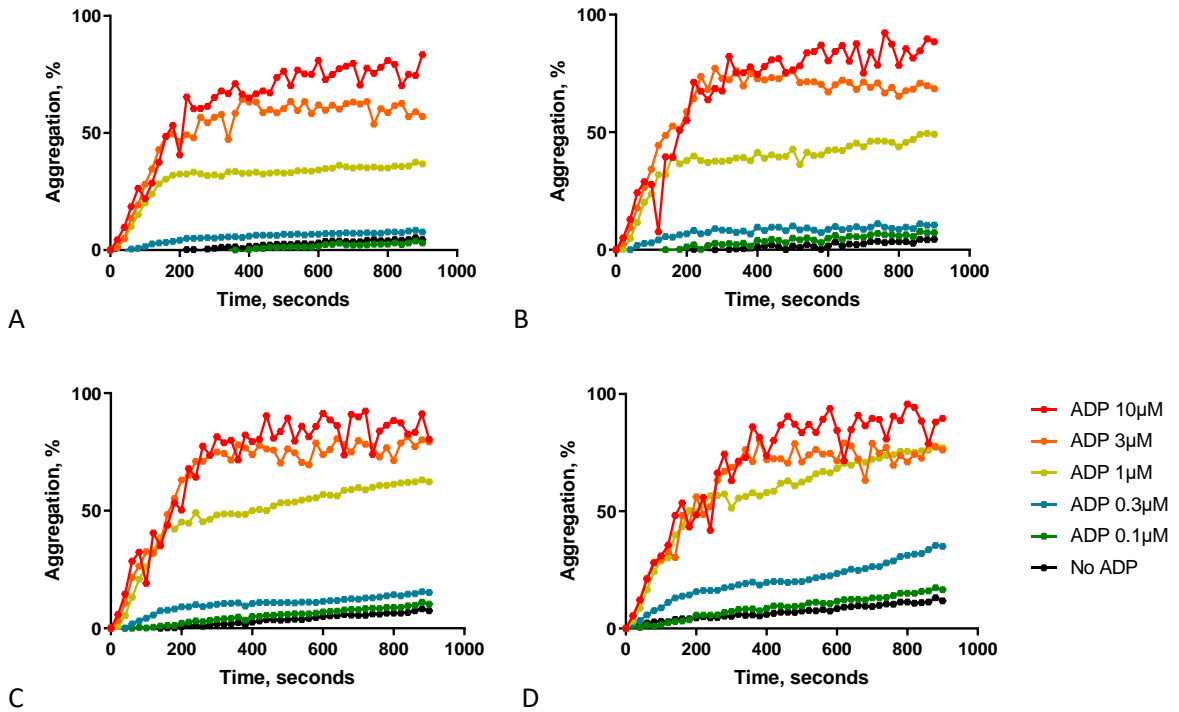 100
50
0
Aggregation, %
0 200 400 600 800 1000
Time, seconds
A
100
50
0
Aggregation, %
0 200 400 600 800 1000
Time, seconds
B
100
50
0
Aggregation, %
0 200 400 600 800 1000
Time, seconds
C
100
50
0
Aggregation, %
0 200 400 600 800 1000
Time, seconds
D
ADP 10µM
ADP 3µM
ADP 1µM
ADP 0.3µM
ADP 0.1µM
No ADP